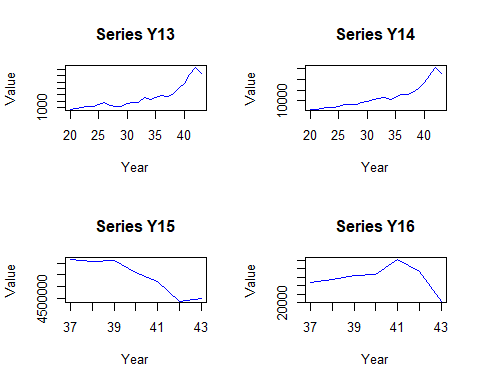 Series Y13
Value
1000
20 25 30 35 40
Year
Series Y14
Value
10000
20 25 30 35 40
Year
Series Y15
Value
4500000
37 39 41 43
Year
Series Y16
Value
20000
37 39 41 43
Year